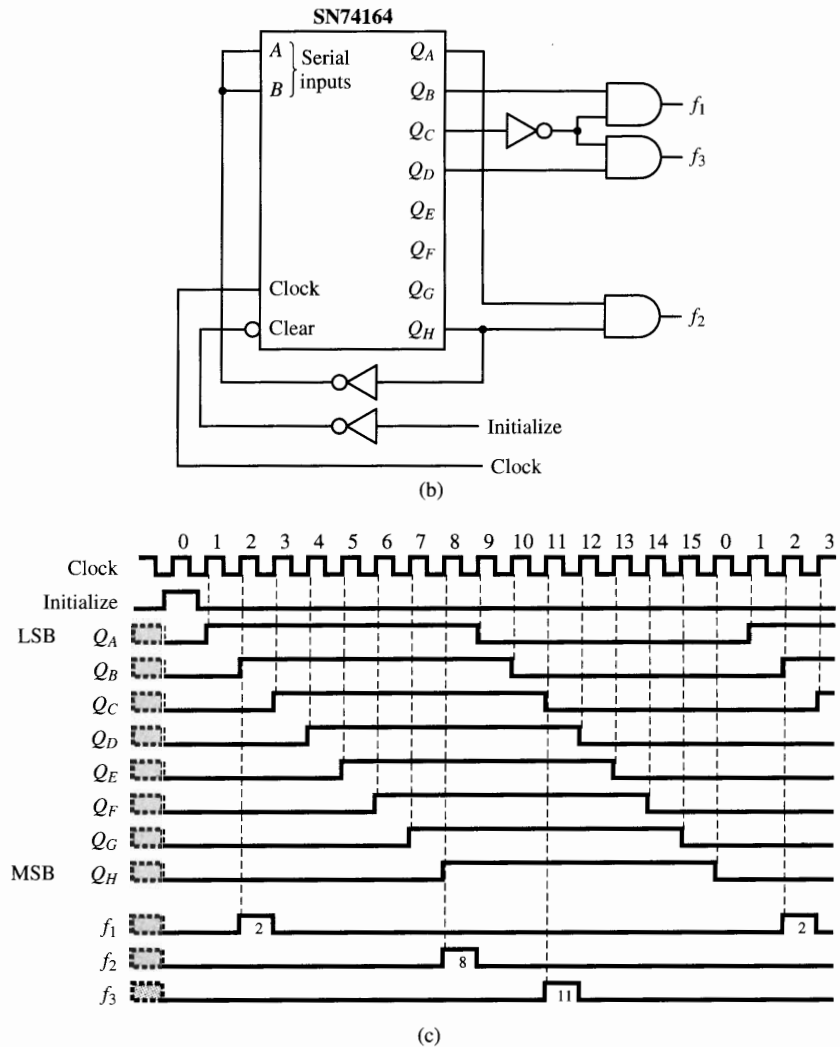 SN74164
A Serial QA
B inputs QB
f1
QC
f3
QD
QE
QF
Clock QG
f2
Clear QH
Initialize
Clock
(b)
0 1 2 3 4 5 6 7 8 9 10 11 12 13 14 15 0 1 2 3
Clock
Initialize
LSB QA
QB
QC
QD
QE
QF
QG
MSB QH
f1 2 2
f2 8
f3 11
(c)